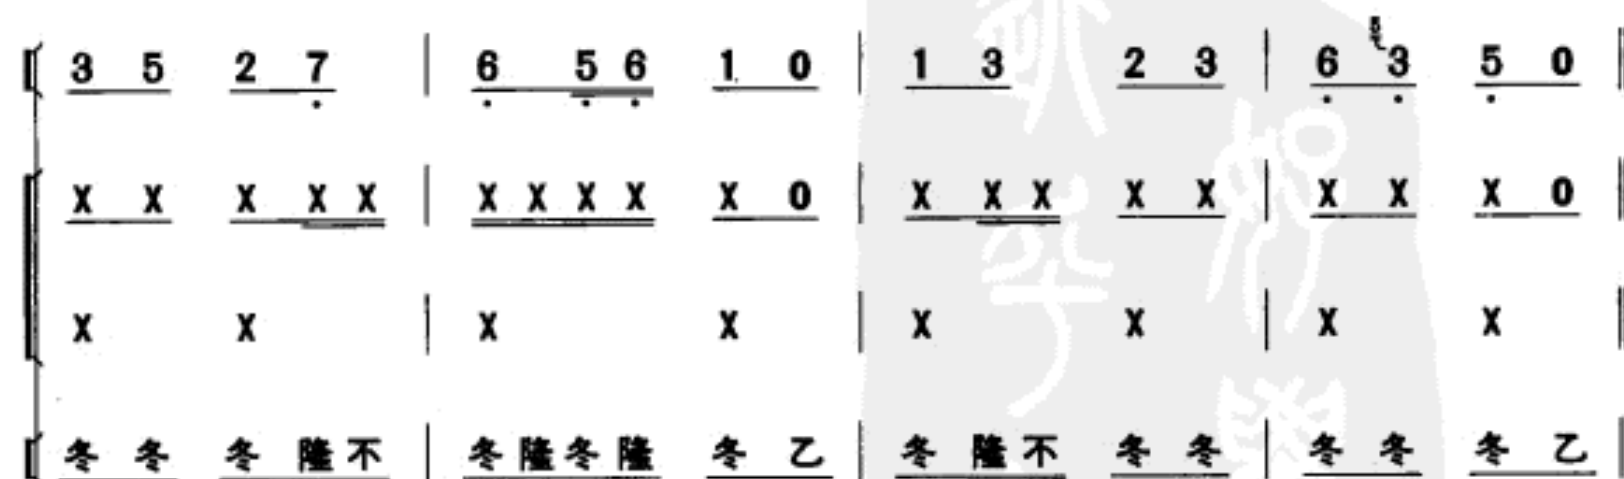 3 5 2 7 | 6 5 6 1 0 | 1 3 2 3 | 6 3 5 0 |
X X X X X | X X X X X 0 | X X X X X | X X X 0 |
X X | X X | X X | X X |
冬 冬 冬 隆 不 | 冬 隆 冬 隆 冬 乙 | 冬 隆 不 冬 冬 | 冬 冬 冬 乙 |